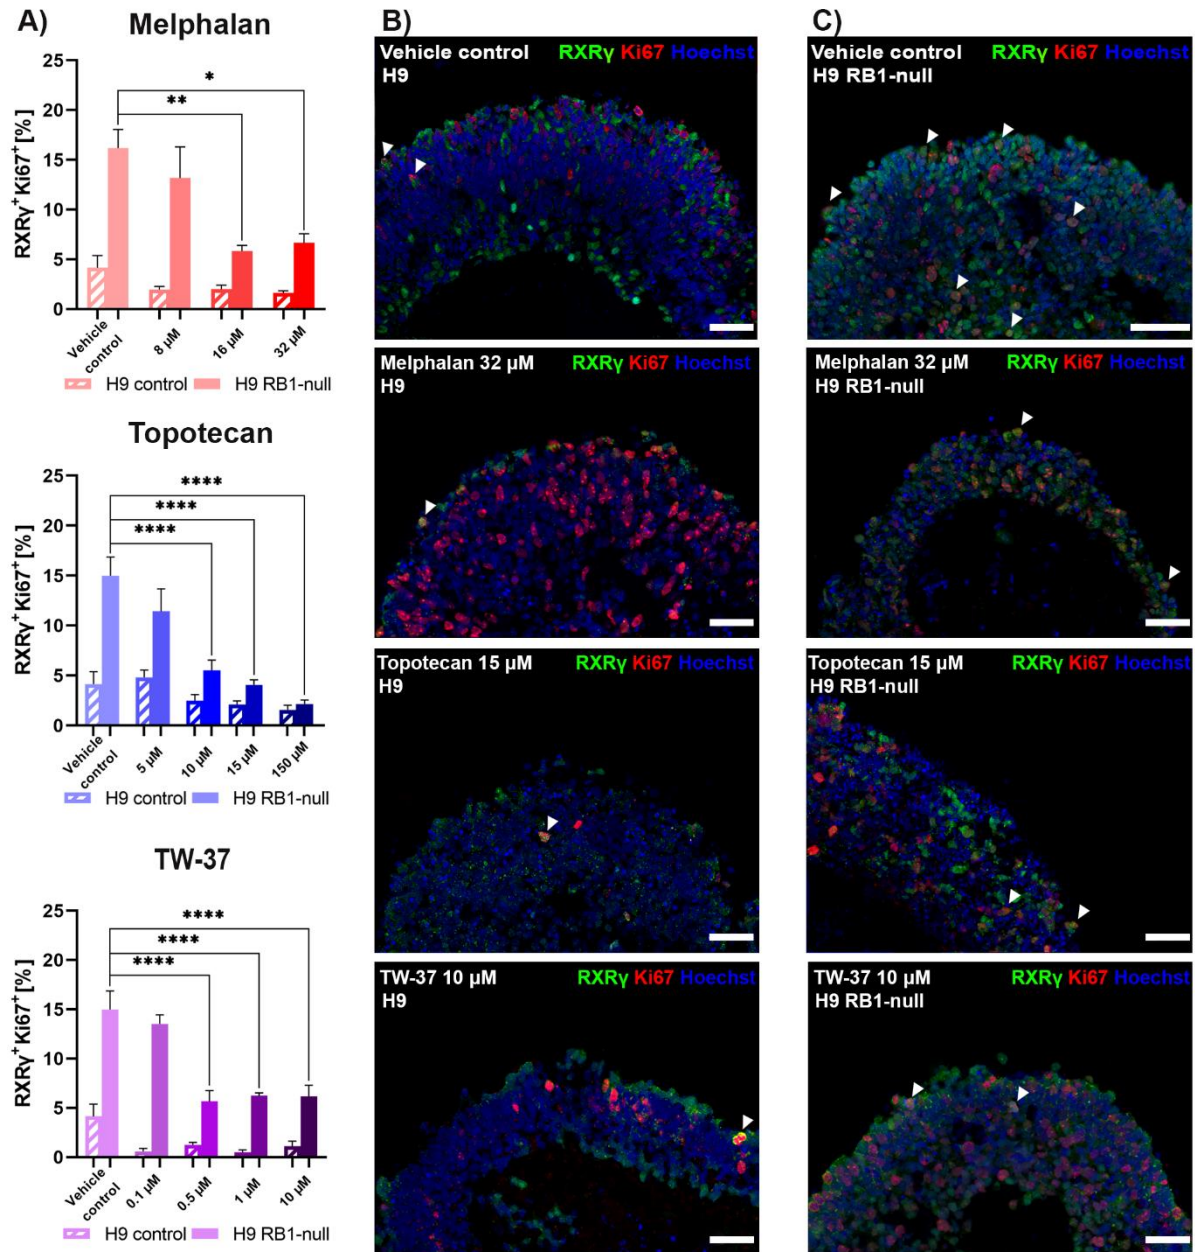 A)
Melphalan
RXRγ⁺Ki67⁺[%]
25
20
15
10
5
0
*
**
Vehicle control
8 µM
16 µM
32 µM
H9 control H9 RB1-null
Topotecan
RXRγ⁺Ki67⁺[%]
25
20
15
10
5
0
****
****
****
Vehicle control
5 µM
10 µM
15 µM
150 µM
H9 control H9 RB1-null
TW-37
RXRγ⁺Ki67⁺[%]
25
20
15
10
5
0
****
****
****
Vehicle control
0.1 µM
0.5 µM
1 µM
10 µM
H9 control H9 RB1-null
B)
Vehicle control RXRγ Ki67 Hoechst
H9
Melphalan 32 µM RXRγ Ki67 Hoechst
H9
Topotecan 15 µM RXRγ Ki67 Hoechst
H9
TW-37 10 µM RXRγ Ki67 Hoechst
H9
C)
Vehicle control RXRγ Ki67 Hoechst
H9 RB1-null
Melphalan 32 µM RXRγ Ki67 Hoechst
H9 RB1-null
Topotecan 15 µM RXRγ Ki67 Hoechst
H9 RB1-null
TW-37 10 µM RXRγ Ki67 Hoechst
H9 RB1-null